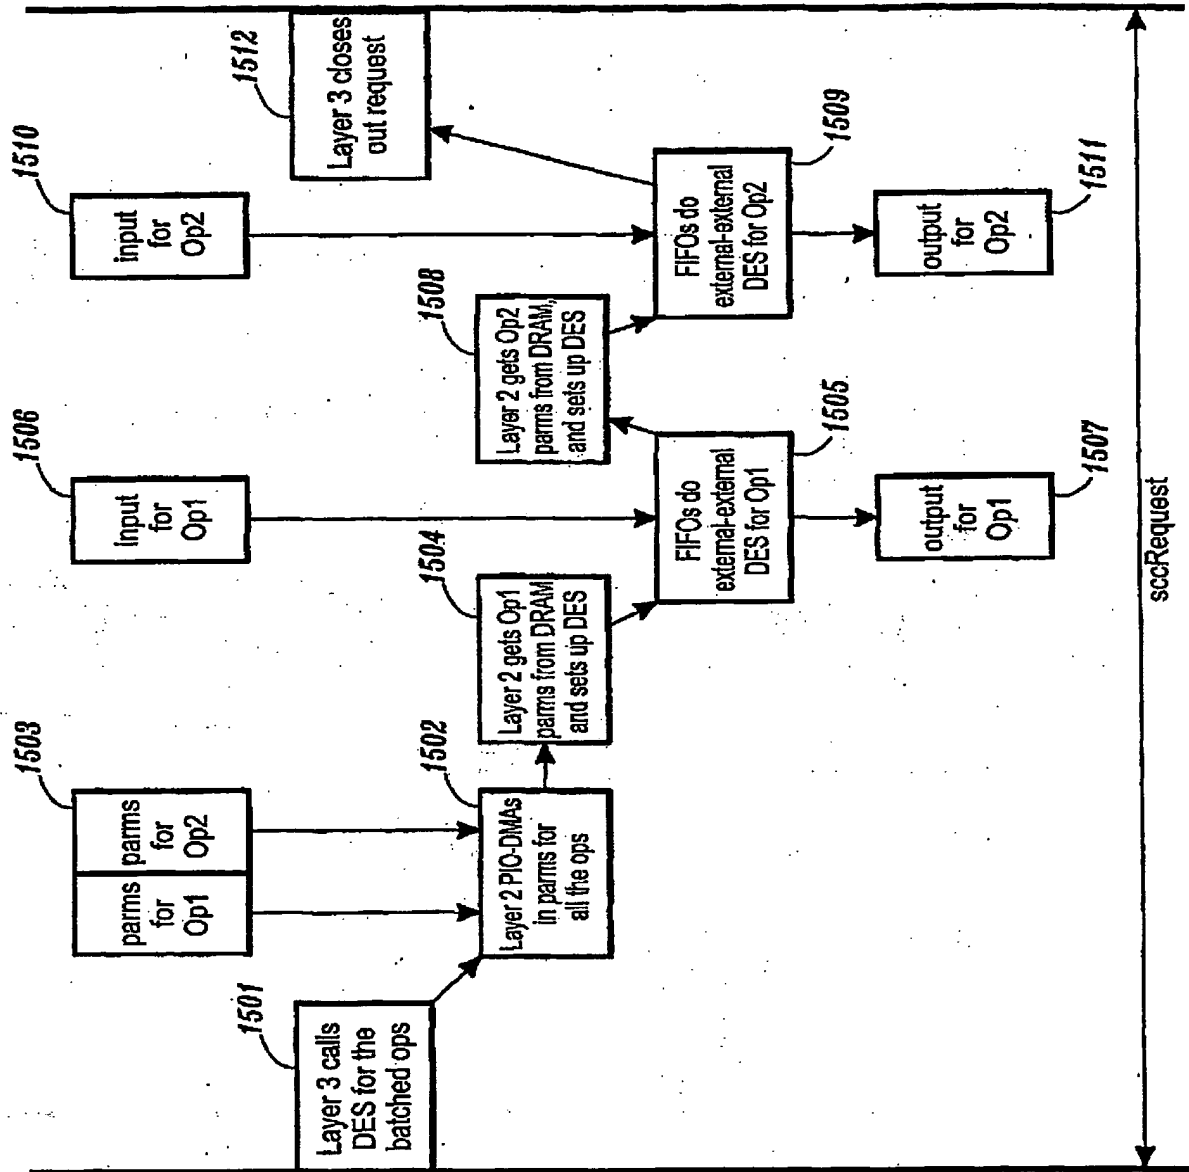 1501
Layer 3 calls
DES for the
batched ops
1503
parms
for
Op1
parms
for
Op2
1502
Layer 2 PIO-DMAs
in parms for
all the ops
1504
Layer 2 gets Op1
parms from DRAM
and sets up DES
1506
input
for
Op1
1505
FIFOs do
external-external
DES for Op1
1507
output
for
Op1
1508
Layer 2 gets Op2
parms from DRAM,
and sets up DES
1510
input
for
Op2
1509
FIFOs do
external-external
DES for Op2
1511
output
for
Op2
1512
Layer 3 closes
out request
sccRequest